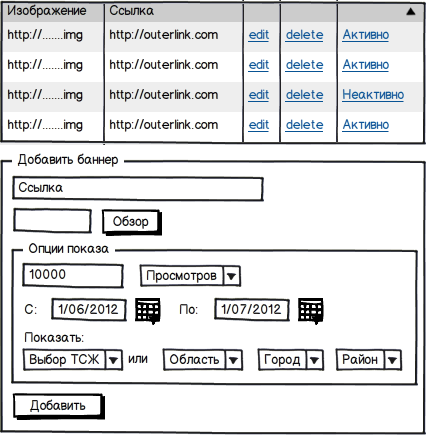 Изображение Ссылка
http://.......img http://outerlink.com edit delete Активно
http://.......img http://outerlink.com edit delete Активно
http://.......img http://outerlink.com edit delete Неактивно
http://.......img http://outerlink.com edit delete Активно
Добавить баннер
Ссылка
Обзор
Опции показа
10000 Просмотров
С: 1/06/2012 По: 1/07/2012
Показать:
Выбор ТСЖ или Область Город Район
Добавить